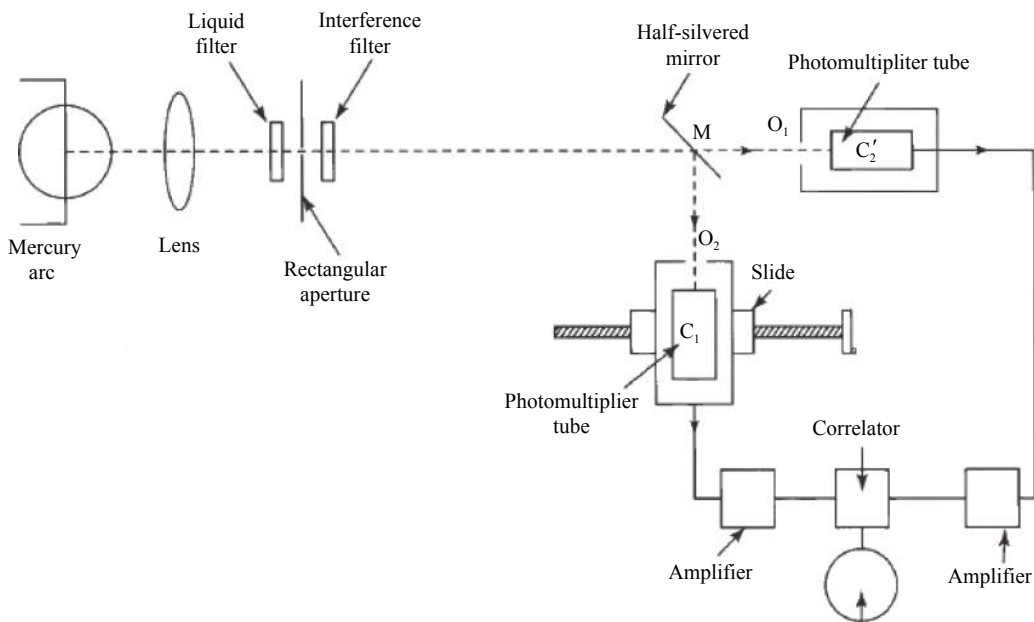 Liquid
filter
Interference
filter
Half-silvered
mirror
Photomultipliter tube
M
O₁
C₂′
Mercury
arc
Lens
Rectangular
aperture
O₂
Slide
C₁
Photomultiplier
tube
Correlator
Amplifier
Amplifier